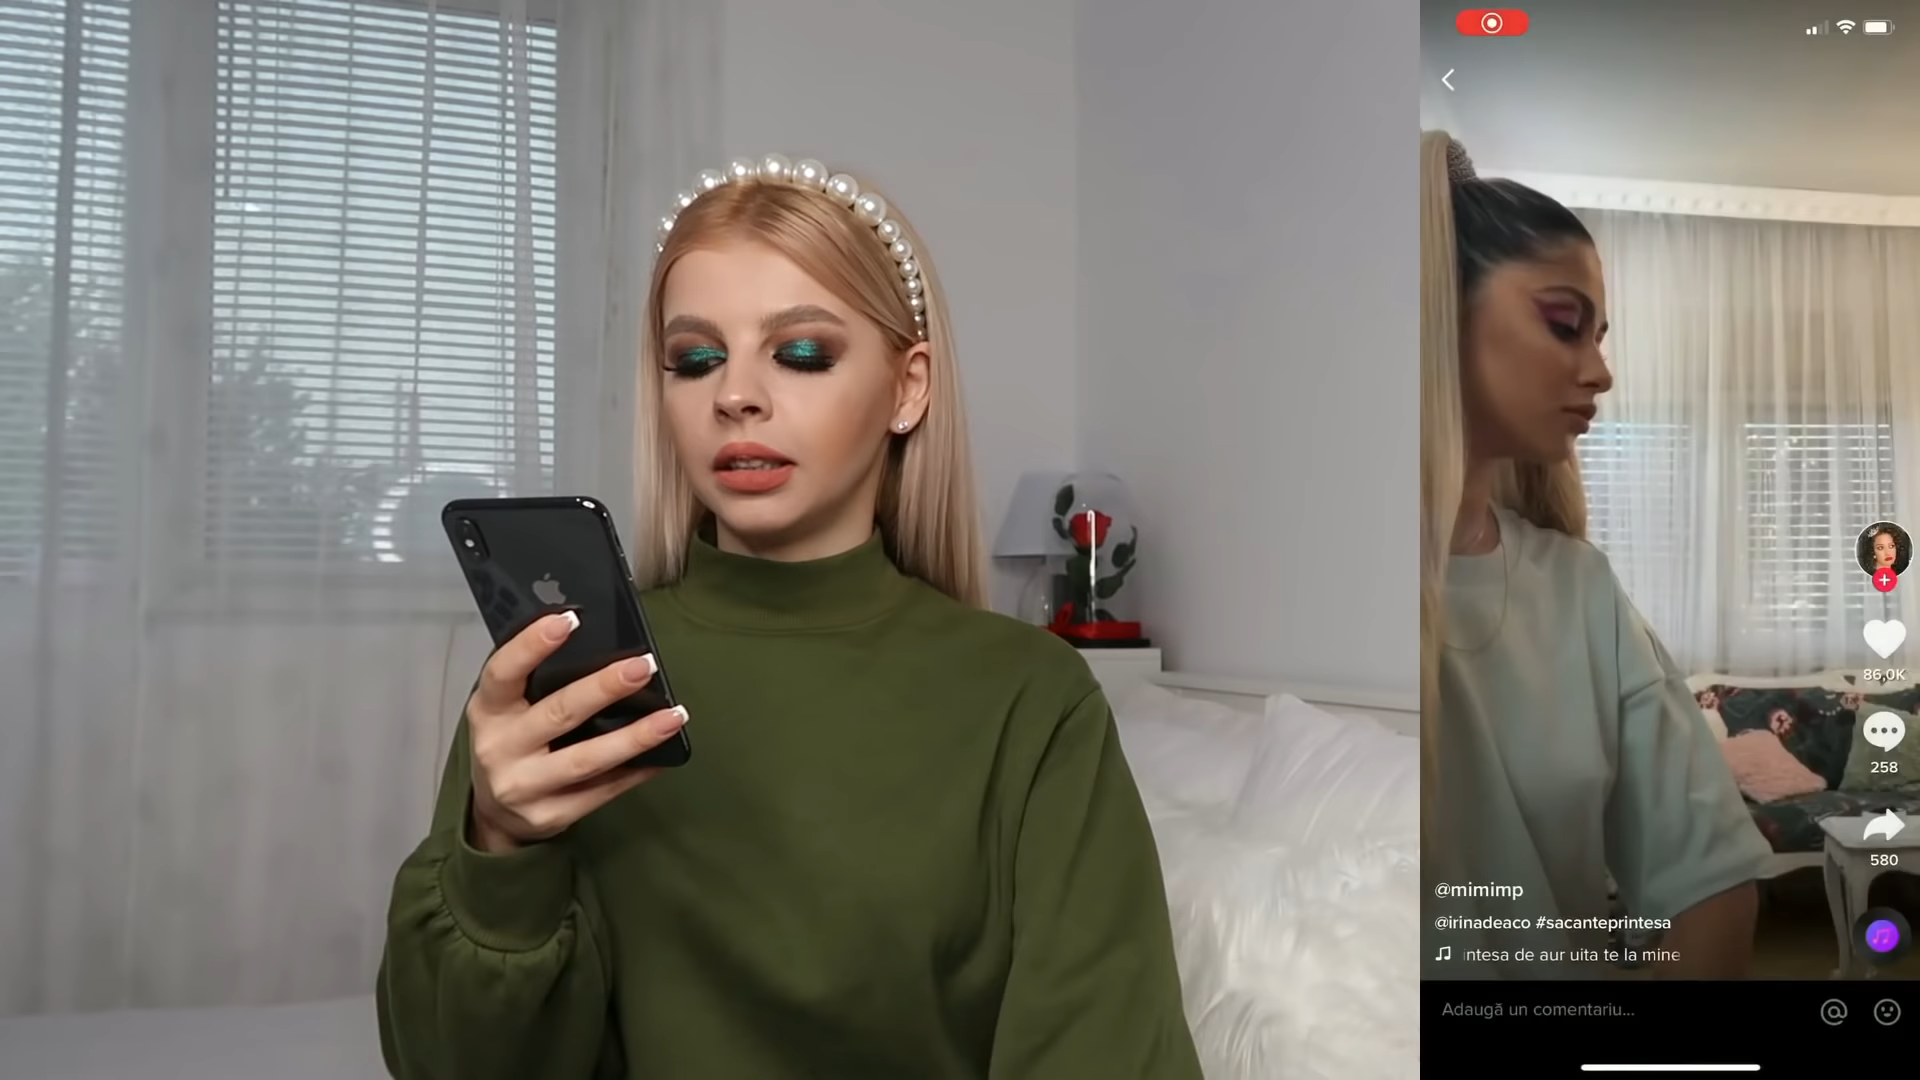 86,0K
258
580
@mimimp
@irinadeaco #sacanteprintesa
intesa de aur uita te la mine
Adaugă un comentariu...